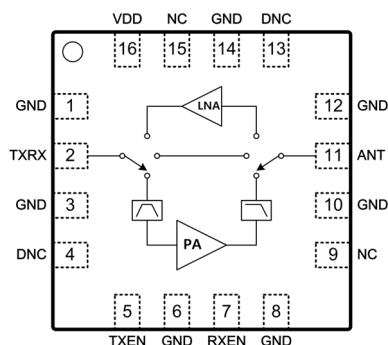 VDD NC GND DNC
16 15 14 13
LNA
GND 1 12 GND
TXRX 2 11 ANT
GND 3 10 GND
PA
DNC 4 9 NC
5 6 7 8
TXEN GND RXEN GND